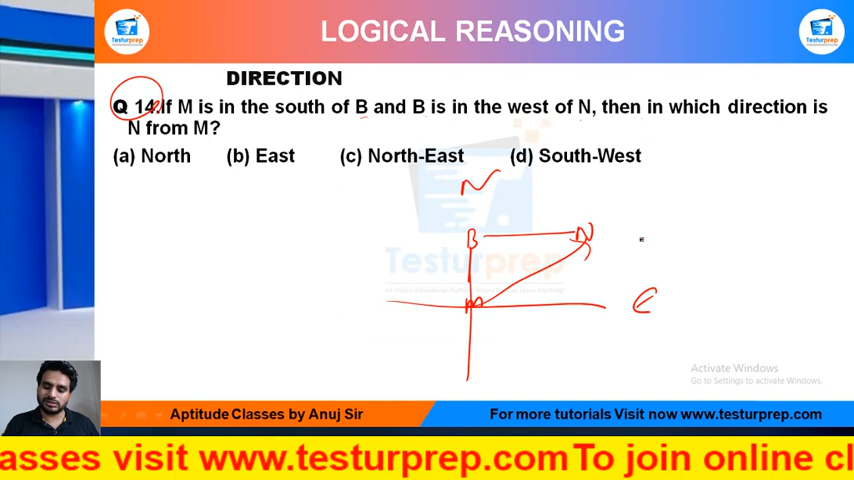 LOGICAL REASONING
Testurprep
Testurprep
DIRECTION
Q 14.If M is in the south of B and B is in the west of N, then in which direction is
N from M?
(a) North (b) East (c) North-East (d) South-West
N
B N
Testurprep
M E
Activate Windows
Go to Settings to activate Windows.
Aptitude Classes by Anuj Sir For more tutorials Visit now www.testurprep.com
asses visit www.testurprep.comTo join online cl